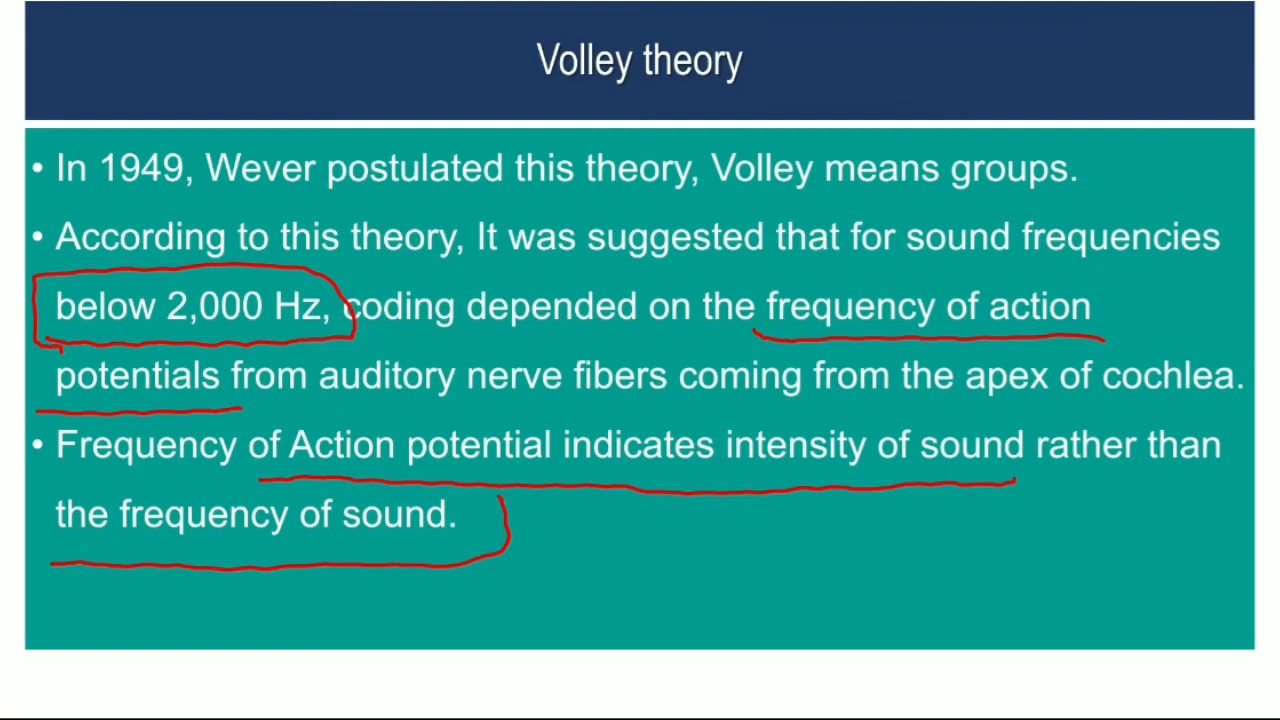 Volley theory
• In 1949, Wever postulated this theory, Volley means groups.
• According to this theory, It was suggested that for sound frequencies
below 2,000 Hz, coding depended on the frequency of action
potentials from auditory nerve fibers coming from the apex of cochlea.
• Frequency of Action potential indicates intensity of sound rather than
the frequency of sound.